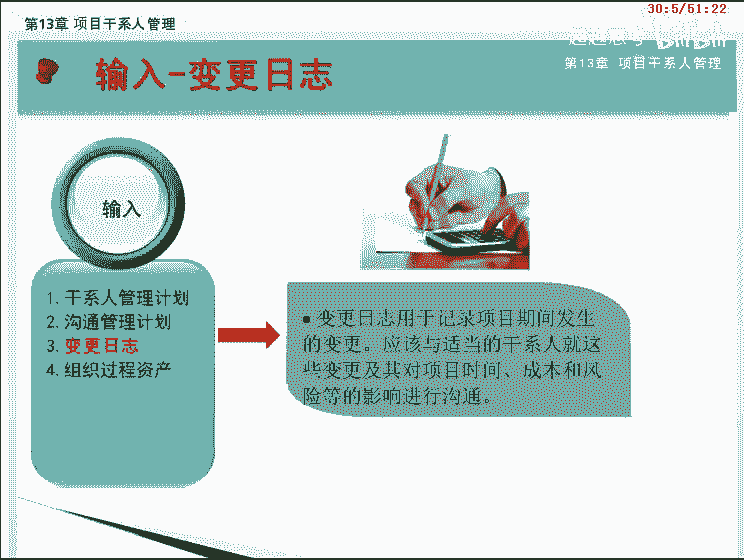 30:5/51:22
第13章 项目干系人管理
输入-变更日志
第13章 项目干系人管理
输入
1.干系人管理计划
2.沟通管理计划
3.变更日志
4.组织过程资产
▪ 变更日志用于记录项目期间发生
的变更。应该与适当的干系人就这
些变更及其对项目时间、成本和风
险等的影响进行沟通。